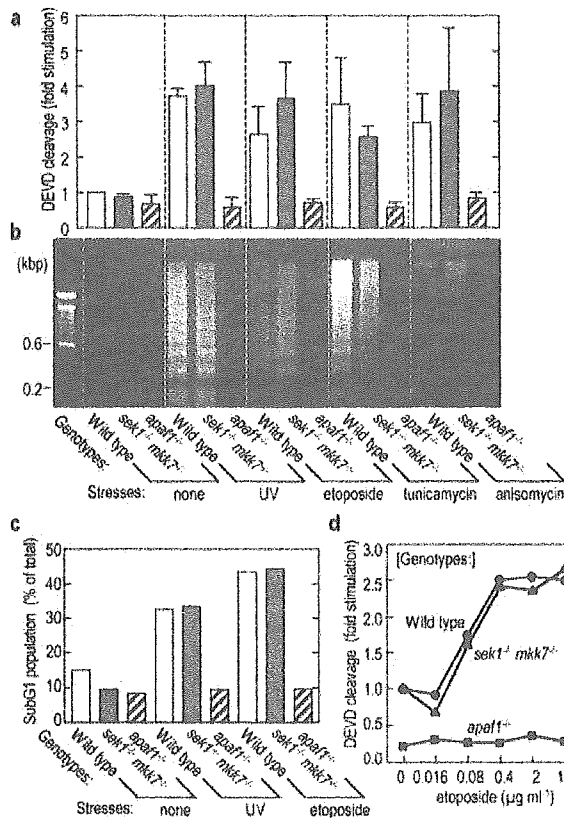 a
DEVD cleavage (fold stimulation)
6
5
4
3
2
1
0
b
(kbp)
0.6
0.2
Genotypes:
Wild type
sek1-/- mkk7-/-
apaf1-/-
Wild type
sek1-/- mkk7-/-
apaf1-/-
Wild type
sek1-/- mkk7-/-
apaf1-/-
Wild type
sek1-/- mkk7-/-
apaf1-/-
Wild type
sek1-/- mkk7-/-
apaf1-/-
Stresses: none UV etoposide tunicamycin anisomycin
c
SubG1 population (% of total)
50
40
30
20
10
0
Genotypes:
Wild type
sek1-/- mkk7-/-
apaf1-/-
Wild type
sek1-/- mkk7-/-
apaf1-/-
Wild type
sek1-/- mkk7-/-
apaf1-/-
Stresses: none UV etoposide
d
DEVD cleavage (fold stimulation)
3.0
2.5
2.0
1.5
1.0
0.5
0.0
[Genotypes:]
Wild type
sek1-/- mkk7-/-
apaf1-/-
0 0.016 0.08 0.4 2
etoposide (µg ml-1)